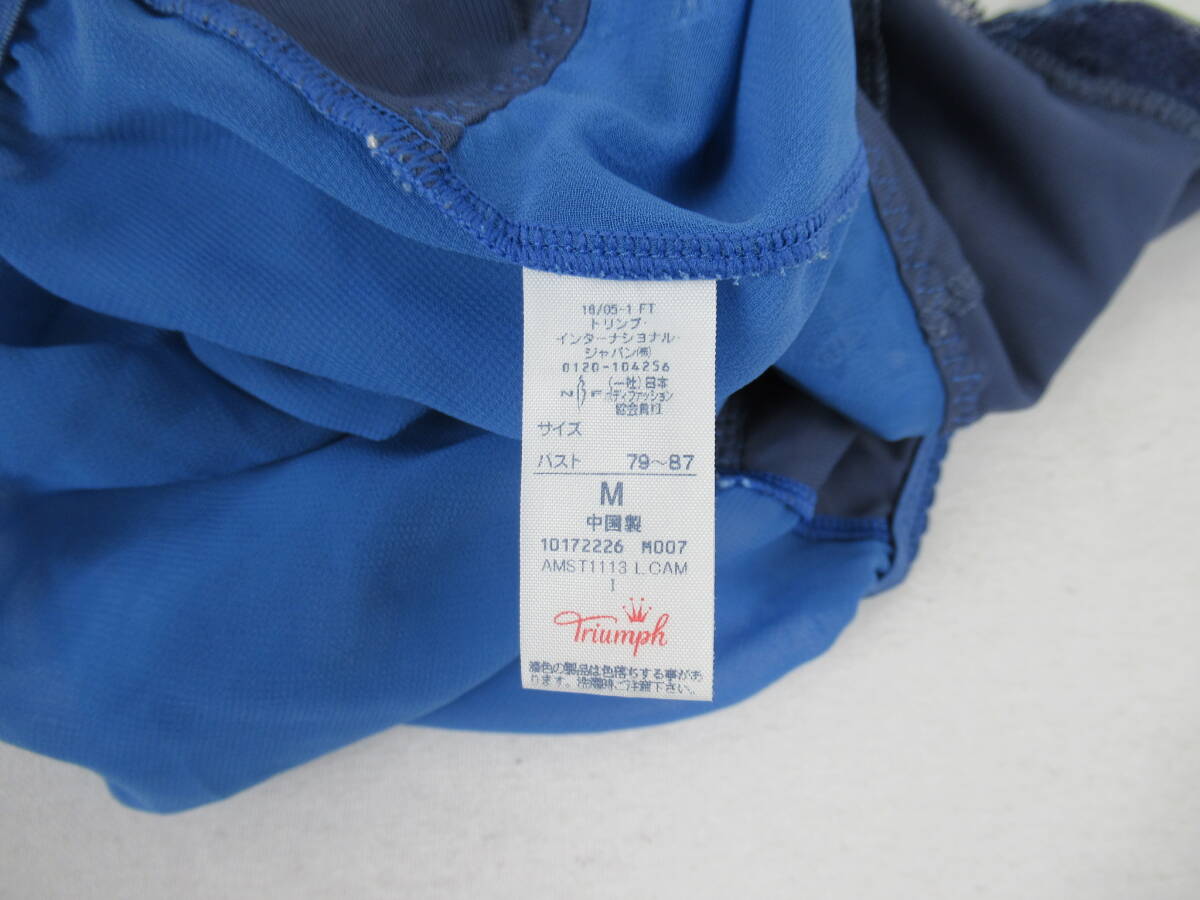 16/05-1 FT
トリンプ・
インターナショナル・
ジャパン㈱
0120-104256
(一社)日本
ボディファッション
協会員
サイズ
バスト 79～87
M
中国製
10172226 M007
AMST1113 L.CAM
I
Triumph
濃色の製品は色落ちする事があ
ります。洗濯時ご注意下さい。